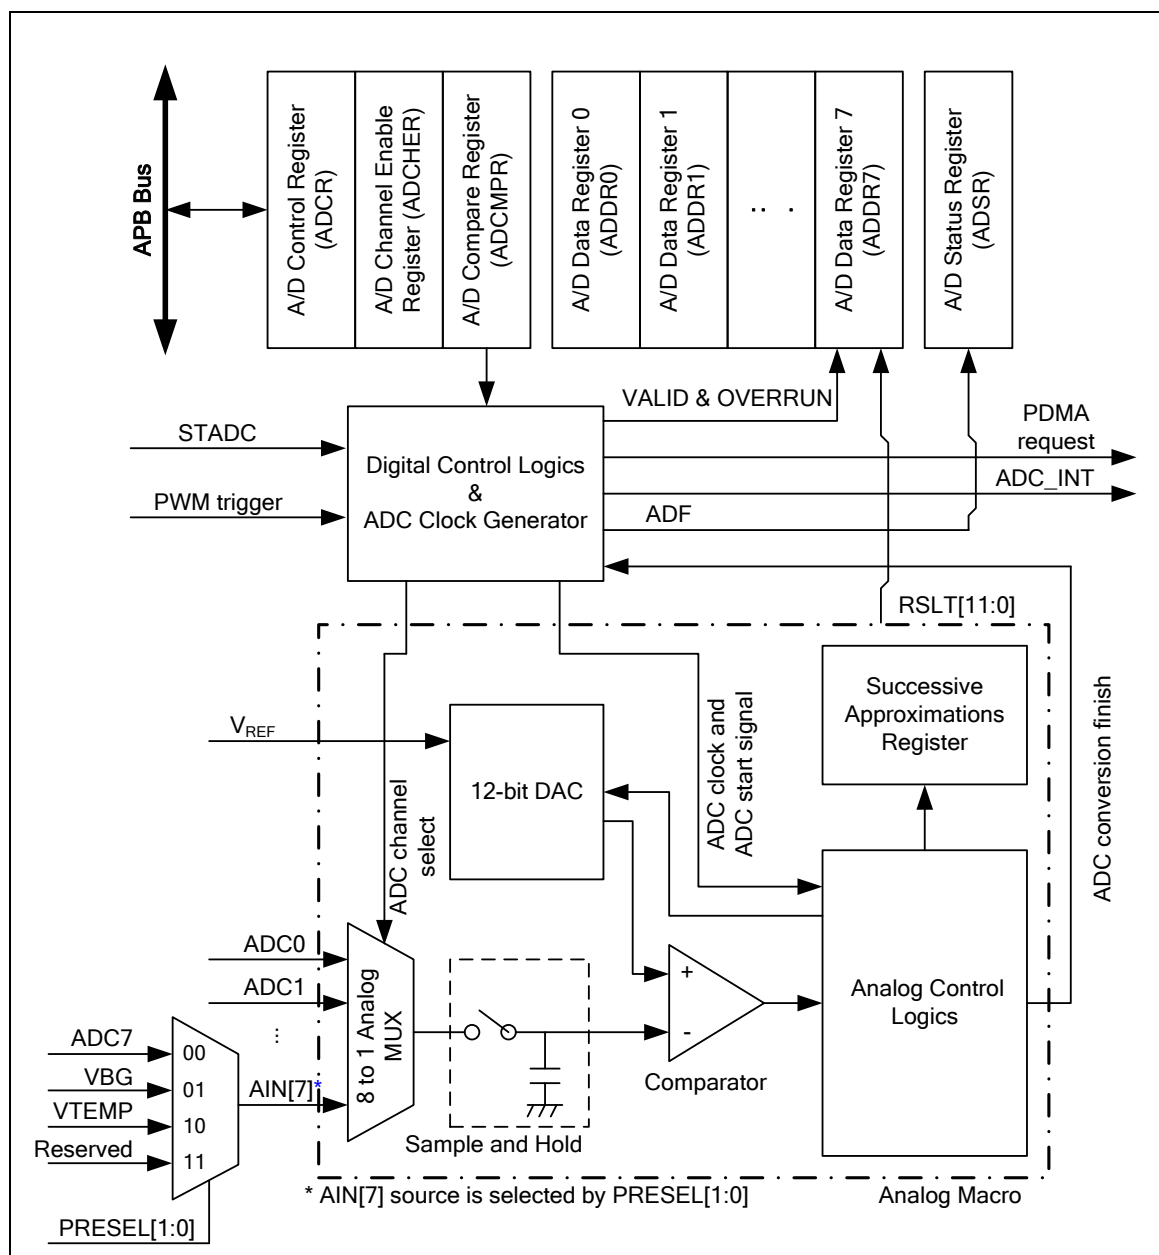 APB Bus
A/D Control Register
(ADCR)
A/D Channel Enable
Register (ADCHER)
A/D Compare Register
(ADCMPR)
A/D Data Register 0
(ADDR0)
A/D Data Register 1
(ADDR1)
.. .
A/D Data Register 7
(ADDR7)
A/D Status Register
(ADSR)
VALID & OVERRUN
STADC
PWM trigger
Digital Control Logics
&
ADC Clock Generator
PDMA
request
ADC_INT
ADF
RSLT[11:0]
ADC conversion finish
Successive
Approximations
Register
VREF
12-bit DAC
ADC clock and
ADC start signal
ADC channel
select
ADC0
ADC1
...
8 to 1 Analog
MUX
+
-
Comparator
Analog Control
Logics
ADC7
VBG
VTEMP
Reserved
00
01
10
11
AIN[7]*
Sample and Hold
PRESEL[1:0]
* AIN[7] source is selected by PRESEL[1:0]
Analog Macro